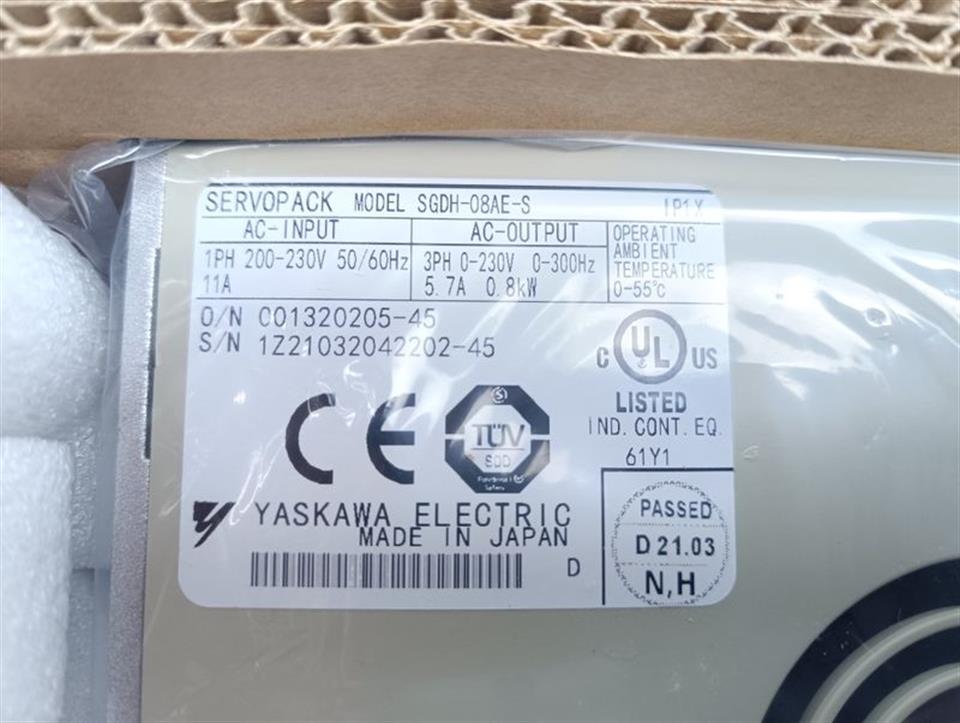 SERVOPACK MODEL SGDH-08AE-S IP1X
AC-INPUT
1PH 200-230V 50/60Hz
11A
AC-OUTPUT
3PH 0-230V 0-300Hz
5.7A 0.8kW
OPERATING
AMBIENT
TEMPERATURE
0-55℃
O/N 001320205-45
S/N 1Z21032042202-45
C UL US
LISTED
IND. CONT. EQ.
61Y1
CE
TÜV
SÜD
YASKAWA ELECTRIC
MADE IN JAPAN
D
PASSED
D 21.03
N,H